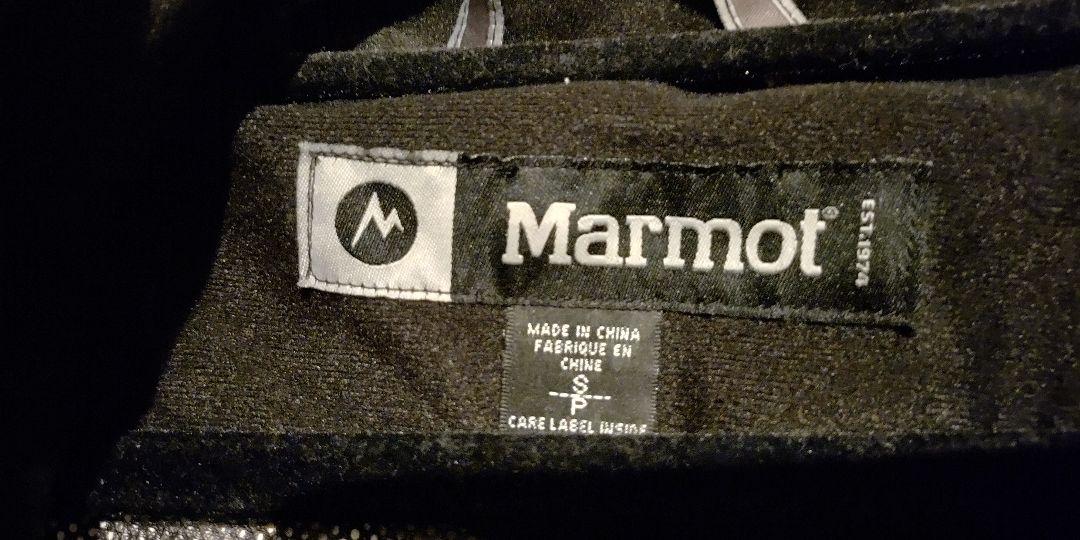 Marmot®
EST.1974
MADE IN CHINA
FABRIQUE EN
CHINE
S
P
CARE LABEL INSIDE